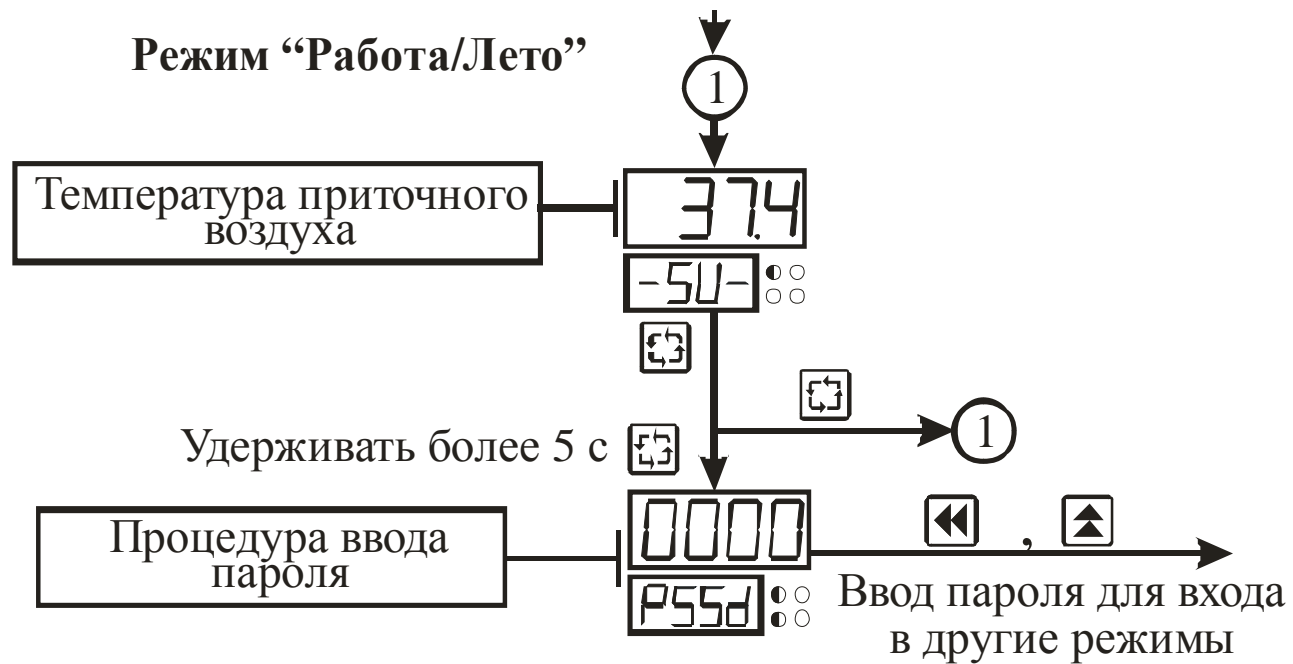 Режим “Работа/Лето”
1
Температура приточного
воздуха
37.4
-SU-
1
Удерживать более 5 с
Процедура ввода
пароля
0000
,
PSSd
Ввод пароля для входа
в другие режимы